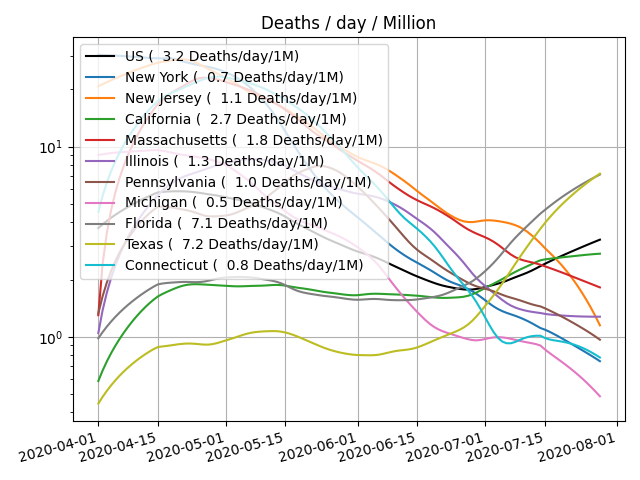 Deaths / day / Million
US (  3.2 Deaths/day/1M)
New York (  0.7 Deaths/day/1M)
New Jersey (  1.1 Deaths/day/1M)
California (  2.7 Deaths/day/1M)
Massachusetts (  1.8 Deaths/day/1M)
Illinois (  1.3 Deaths/day/1M)
Pennsylvania (  1.0 Deaths/day/1M)
Michigan (  0.5 Deaths/day/1M)
Florida (  7.1 Deaths/day/1M)
Texas (  7.2 Deaths/day/1M)
Connecticut (  0.8 Deaths/day/1M)
10¹
10⁰
2020-04-01 2020-04-15 2020-05-01 2020-05-15 2020-06-01 2020-06-15 2020-07-01 2020-07-15 2020-08-01